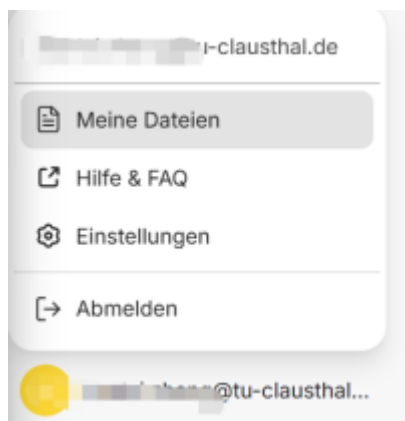 u-clausthal.de
Meine Dateien
Hilfe & FAQ
Einstellungen
Abmelden
@tu-clausthal...